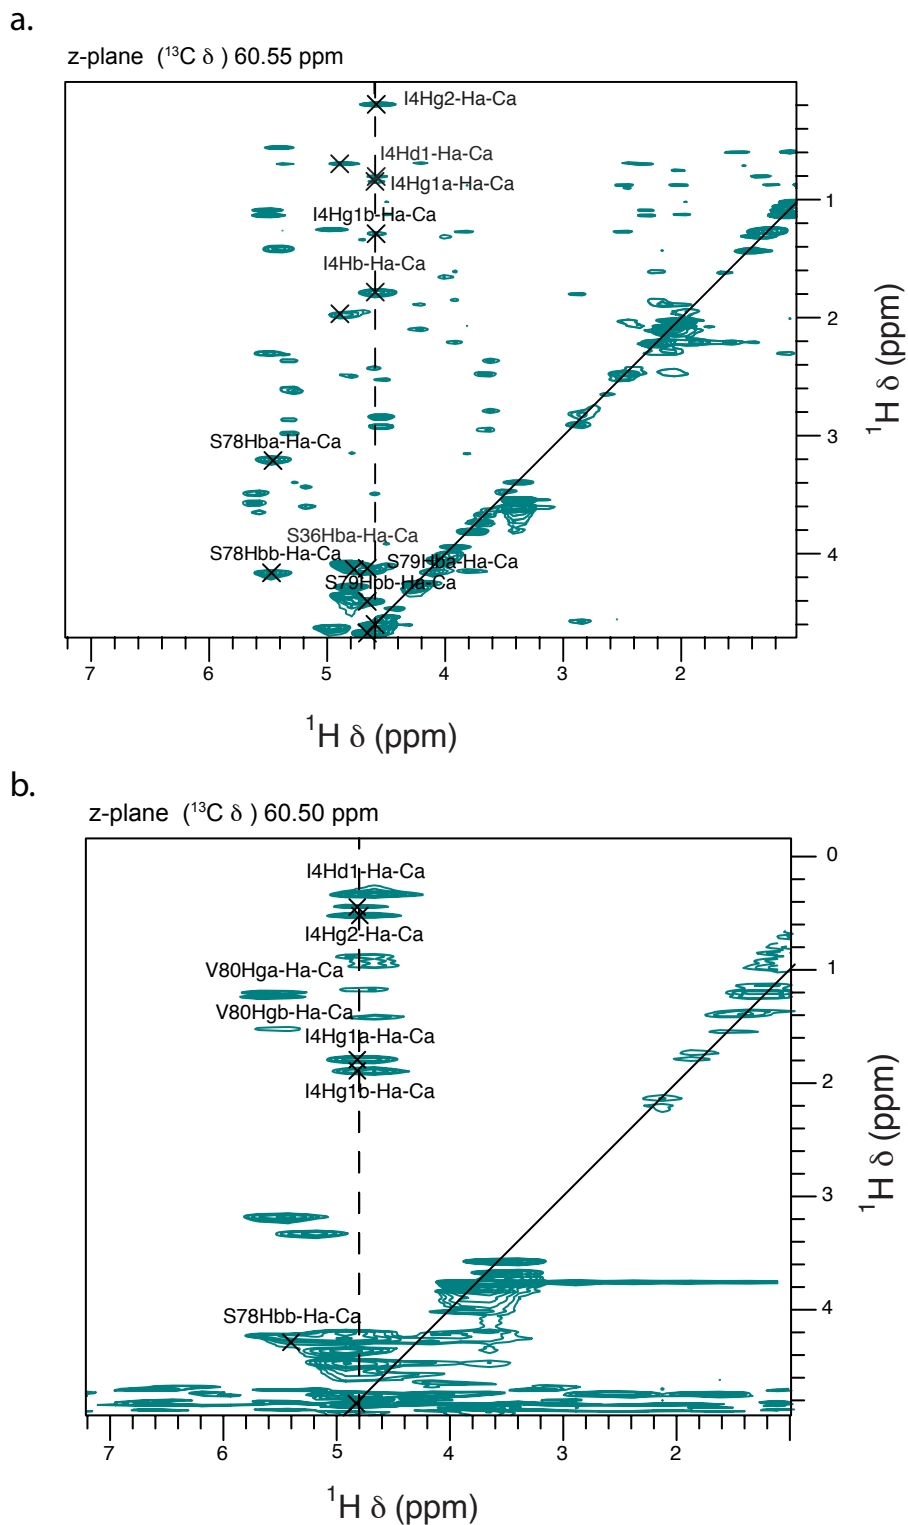 a.
z-plane (¹³C δ ) 60.55 ppm
I4Hg2-Ha-Ca
I4Hd1-Ha-Ca
I4Hg1a-Ha-Ca
I4Hg1b-Ha-Ca
I4Hb-Ha-Ca
S78Hba-Ha-Ca
S36Hba-Ha-Ca
S78Hbb-Ha-Ca
S79Hba-Ha-Ca
S79Hbb-Ha-Ca
1
2
3
4
¹H δ (ppm)
7 6 5 4 3 2
¹H δ (ppm)
b.
z-plane (¹³C δ ) 60.50 ppm
I4Hd1-Ha-Ca
I4Hg2-Ha-Ca
V80Hga-Ha-Ca
V80Hgb-Ha-Ca
I4Hg1a-Ha-Ca
I4Hg1b-Ha-Ca
S78Hbb-Ha-Ca
0
1
2
3
4
¹H δ (ppm)
7 6 5 4 3 2
¹H δ (ppm)